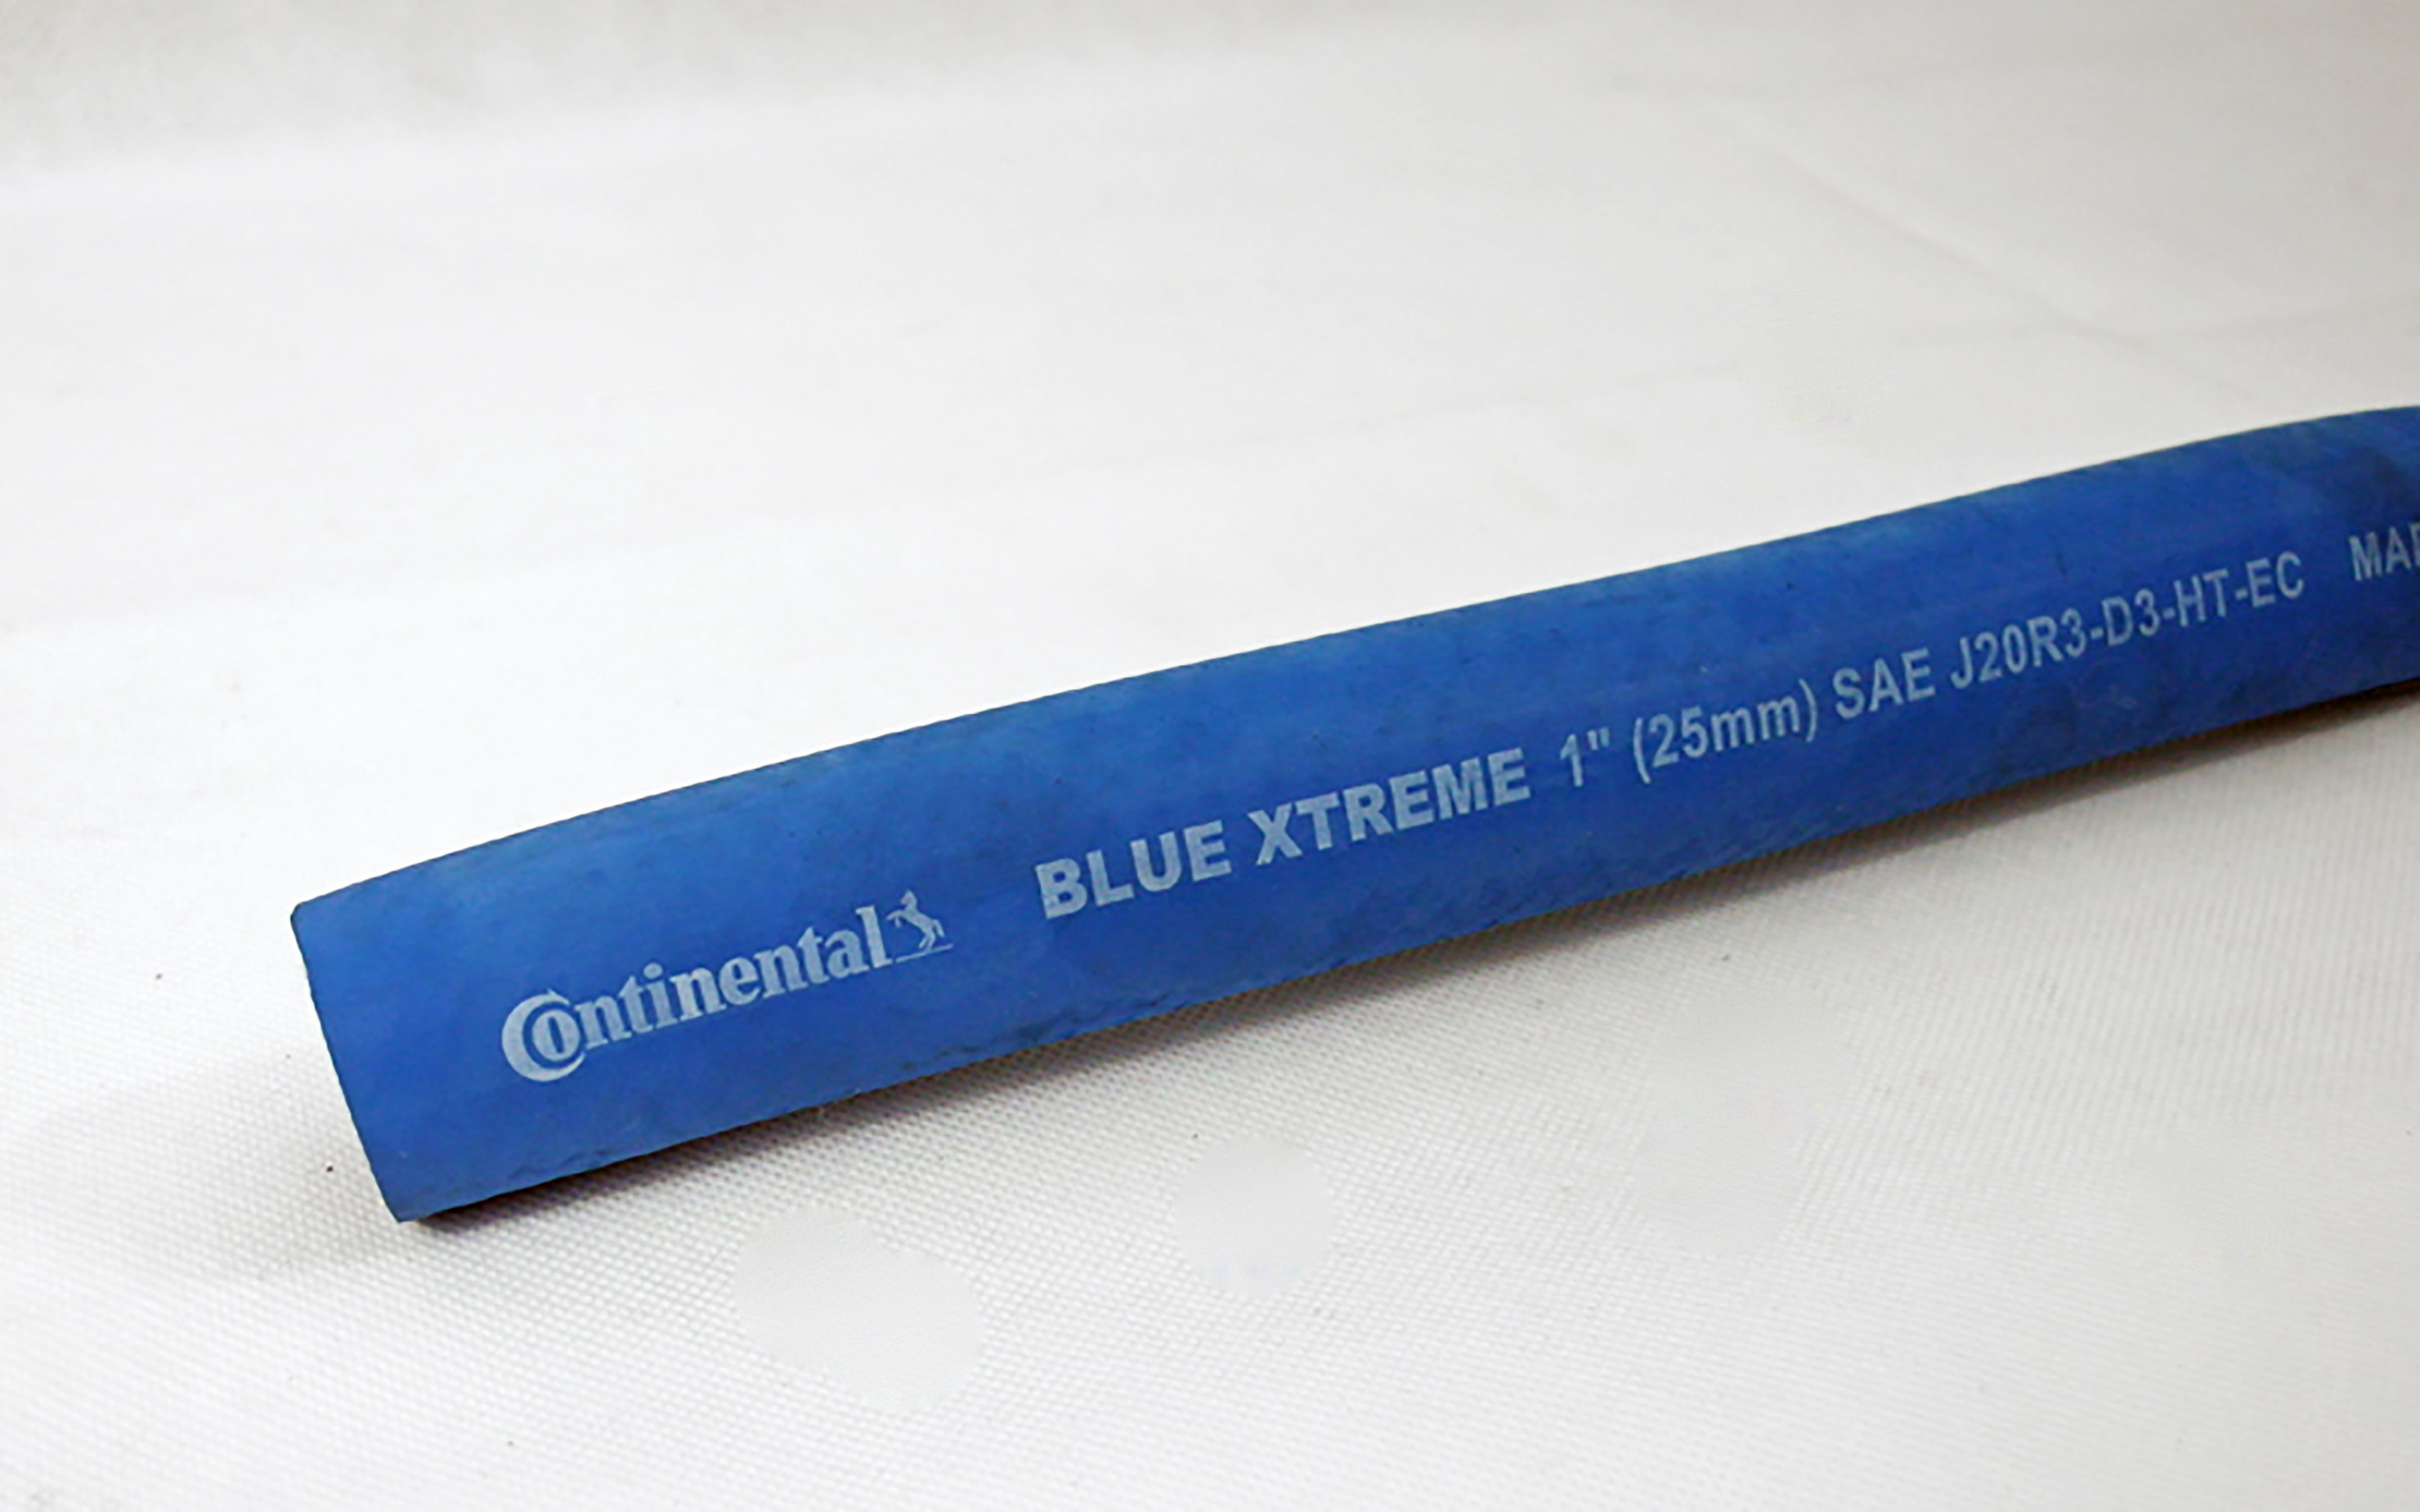 Continental BLUE XTREME 1" (25mm) SAE J20R3-D3-HT-EC